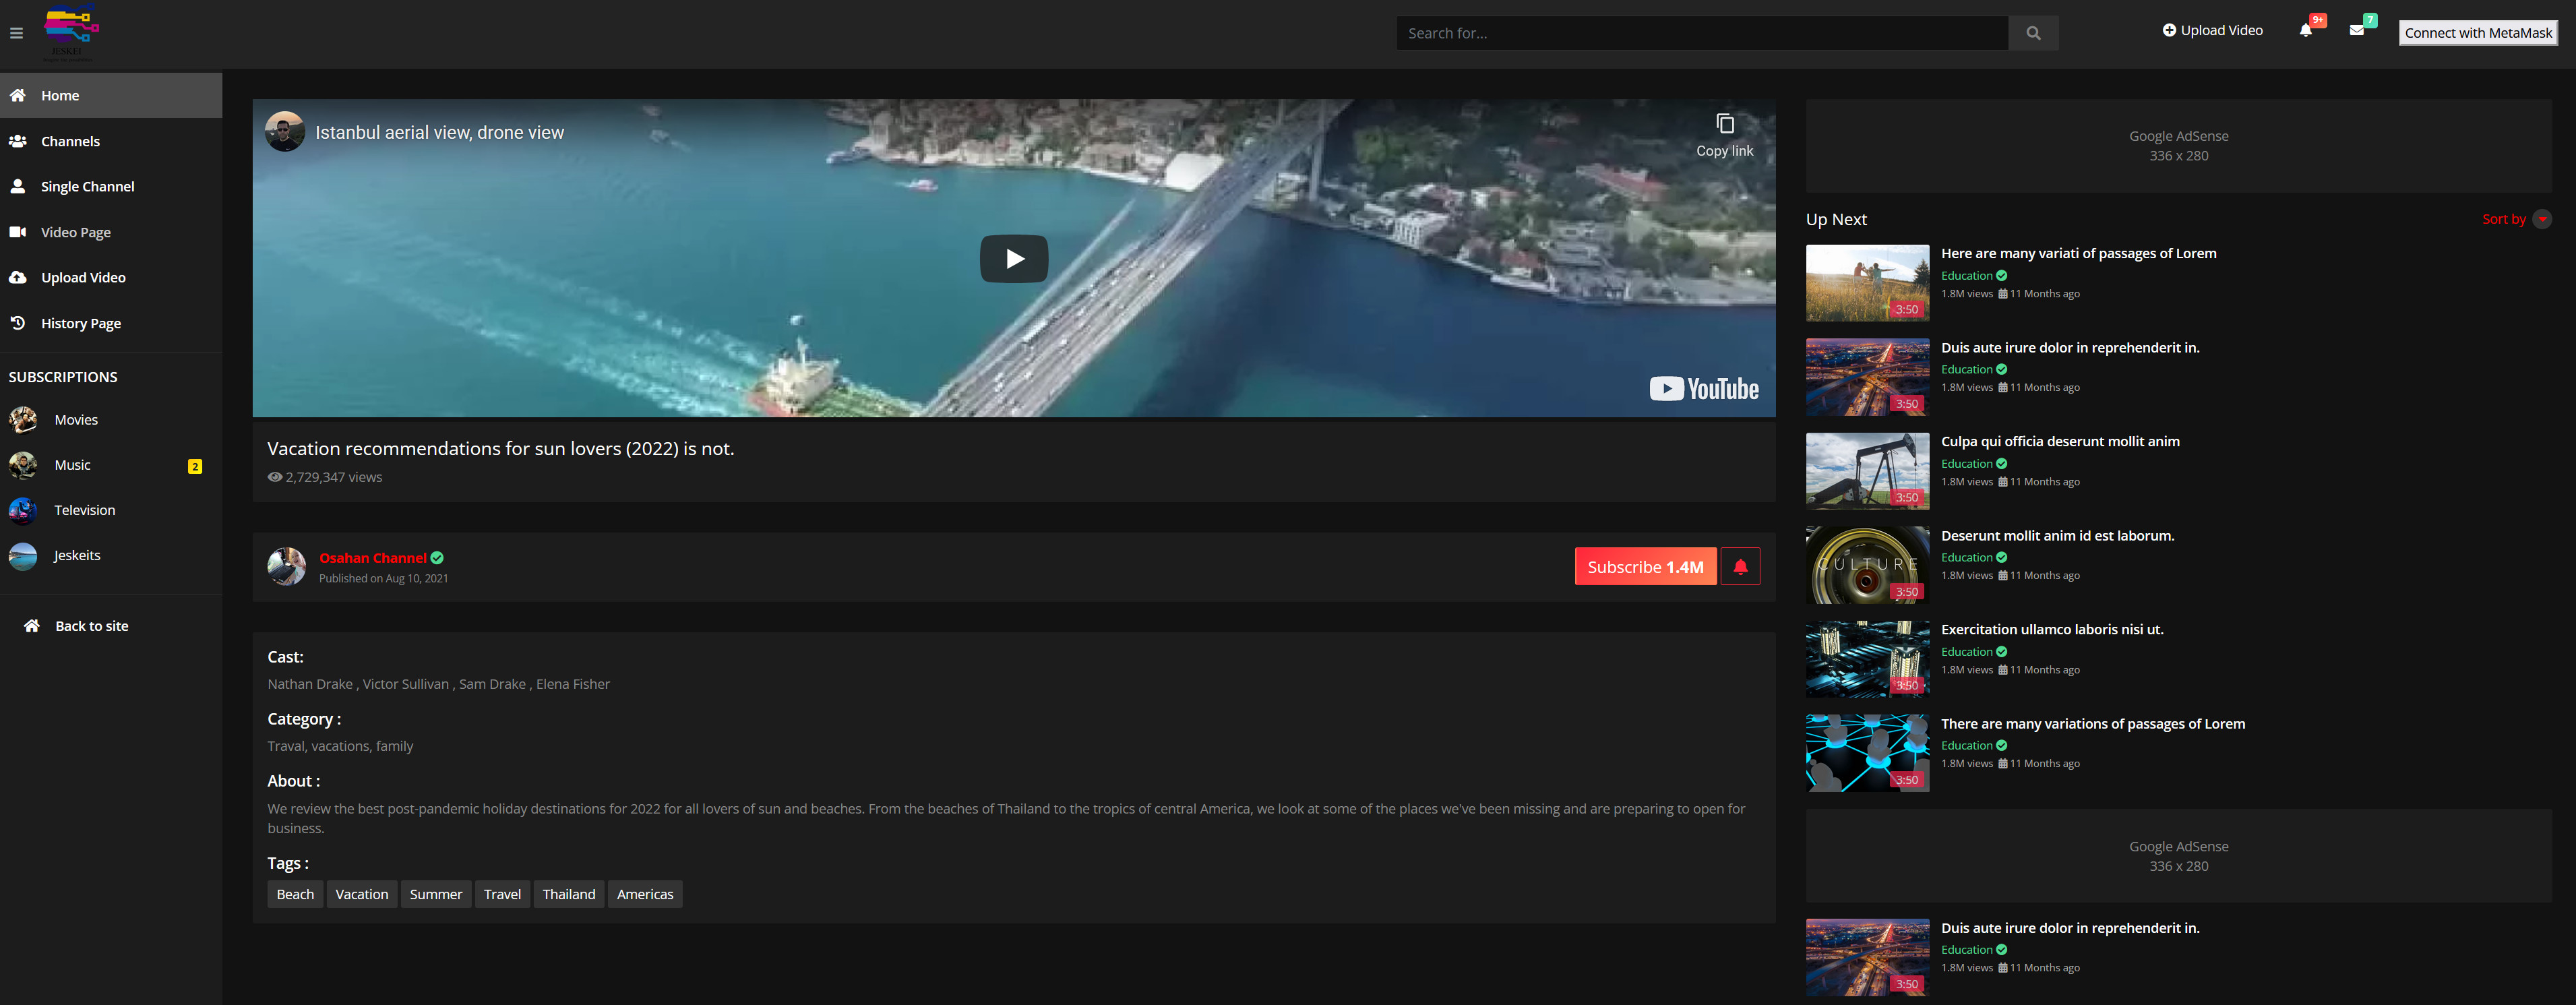 JESKEI
Search for...
Upload Video
9+
7
Connect with MetaMask
Home
Channels
Single Channel
Video Page
Upload Video
History Page
SUBSCRIPTIONS
Movies
Music
2
Television
Jeskeits
Back to site
Istanbul aerial view, drone view
Copy link
YouTube
Vacation recommendations for sun lovers (2022) is not.
2,729,347 views
Osahan Channel
Published on Aug 10, 2021
Subscribe 1.4M
Cast:
Nathan Drake , Victor Sullivan , Sam Drake , Elena Fisher
Category :
Traval, vacations, family
About :
We review the best post-pandemic holiday destinations for 2022 for all lovers of sun and beaches. From the beaches of Thailand to the tropics of central America, we look at some of the places we've been missing and are preparing to open for
business.
Tags :
Beach Vacation Summer Travel Thailand Americas
Google AdSense
336 x 280
Up Next
Sort by
Here are many variati of passages of Lorem
Education
1.8M views 11 Months ago
3:50
Duis aute irure dolor in reprehenderit in.
Education
1.8M views 11 Months ago
3:50
Culpa qui officia deserunt mollit anim
Education
1.8M views 11 Months ago
3:50
Deserunt mollit anim id est laborum.
Education
1.8M views 11 Months ago
CULTURE
3:50
Exercitation ullamco laboris nisi ut.
Education
1.8M views 11 Months ago
3:50
There are many variations of passages of Lorem
Education
1.8M views 11 Months ago
3:50
Google AdSense
336 x 280
Duis aute irure dolor in reprehenderit in.
Education
1.8M views 11 Months ago
3:50